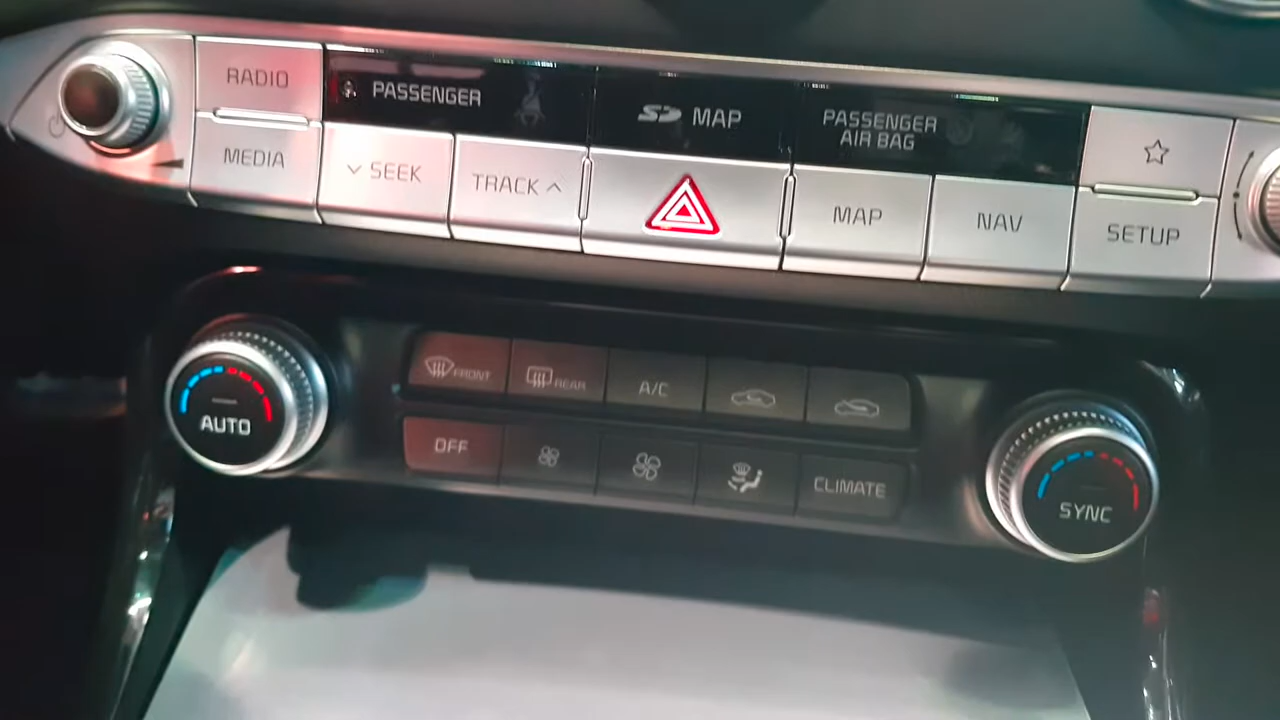 RADIO
PASSENGER
SD MAP
PASSENGER
AIR BAG
MEDIA
SEEK
TRACK
MAP
NAV
SETUP
FRONT
REAR
A/C
AUTO
OFF
CLIMATE
SYNC